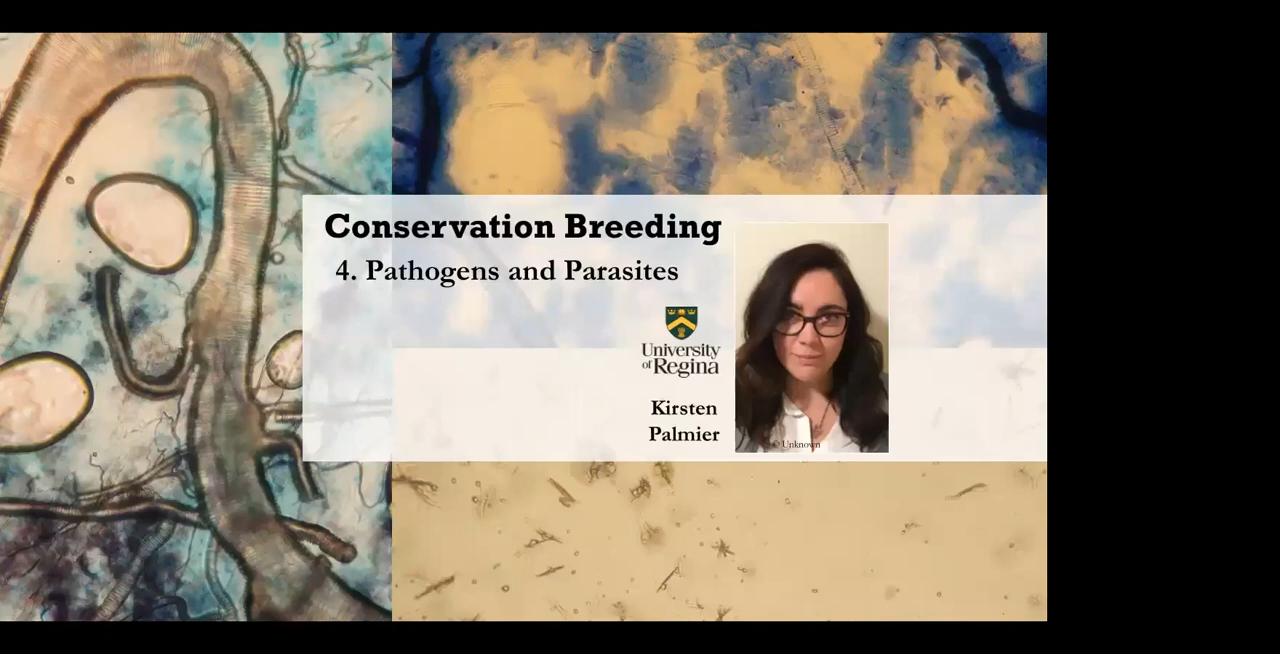 Conservation Breeding
4. Pathogens and Parasites
University
of Regina
Kirsten
Palmier
© Unknown